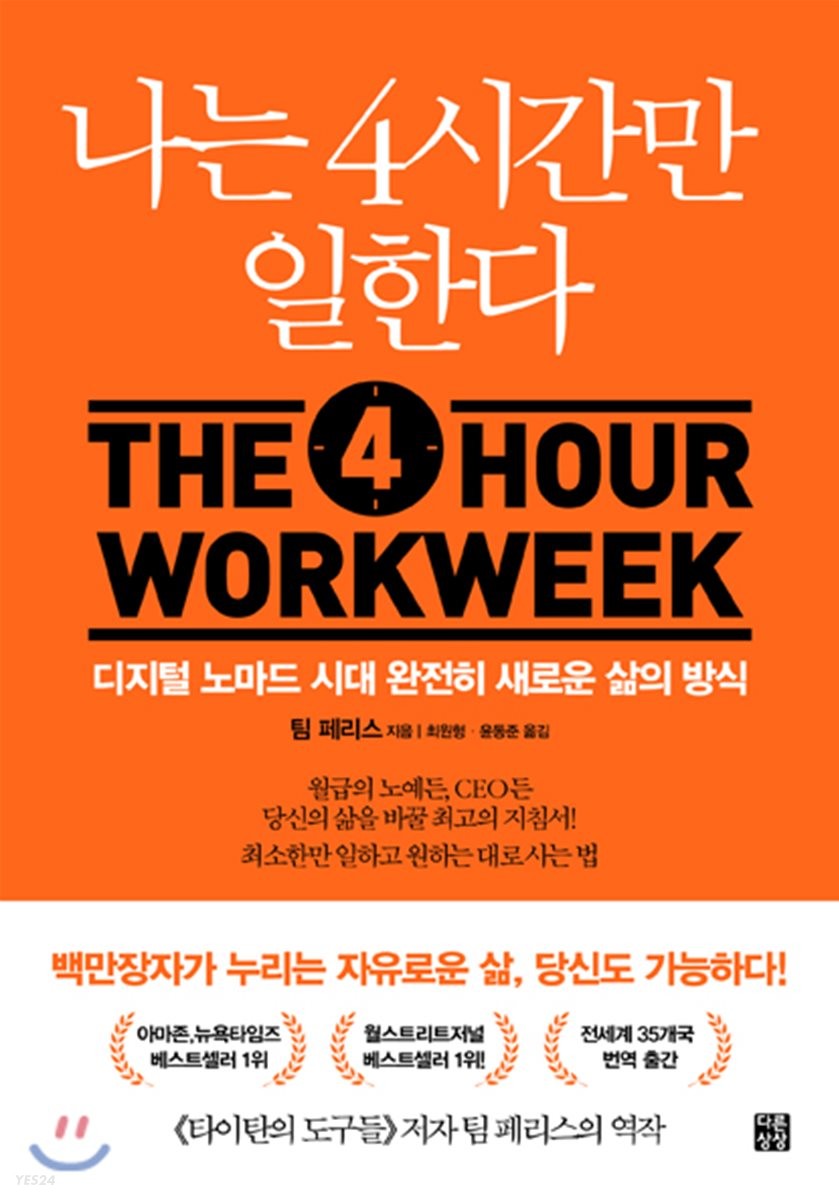 나는 4시간만
일한다
THE 4 HOUR
WORKWEEK
디지털 노마드 시대 완전히 새로운 삶의 방식
팀 페리스 지음 | 최원형 · 윤동준 옮김
월급의 노예든, CEO든
당신의 삶을 바꿀 최고의 지침서!
최소한만 일하고 원하는 대로 사는 법
백만장자가 누리는 자유로운 삶, 당신도 가능하다!
아마존,뉴욕타임즈
베스트셀러 1위
월스트리트저널
베스트셀러 1위!
전세계 35개국
번역 출간
《타이탄의 도구들》 저자 팀 페리스의 역작
다른
상상
YES24